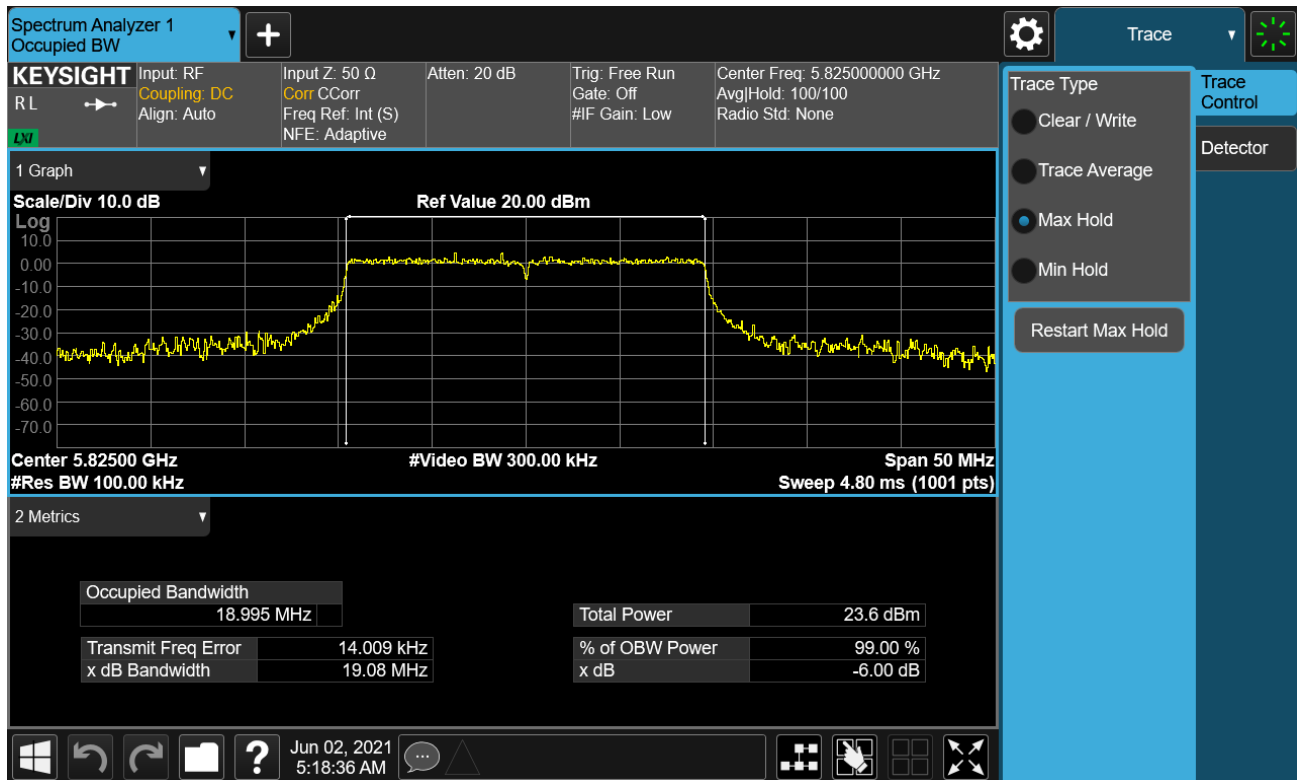 Spectrum Analyzer 1
Occupied BW
+
Trace
KEYSIGHT
R L
LXI
Input: RF
Coupling: DC
Align: Auto
Input Z: 50 Ω
Corr CCorr
Freq Ref: Int (S)
NFE: Adaptive
Atten: 20 dB
Trig: Free Run
Gate: Off
#IF Gain: Low
Center Freq: 5.825000000 GHz
Avg|Hold: 100/100
Radio Std: None
Trace Type
Clear / Write
Trace Average
Max Hold
Min Hold
Restart Max Hold
Trace
Control
Detector
1 Graph
Scale/Div 10.0 dB
Ref Value 20.00 dBm
Log
10.0
0.00
-10.0
-20.0
-30.0
-40.0
-50.0
-60.0
-70.0
Center 5.82500 GHz
#Video BW 300.00 kHz
Span 50 MHz
#Res BW 100.00 kHz
Sweep 4.80 ms (1001 pts)
2 Metrics
Occupied Bandwidth
18.995 MHz
Total Power 23.6 dBm
Transmit Freq Error 14.009 kHz
% of OBW Power 99.00 %
x dB Bandwidth 19.08 MHz
x dB -6.00 dB
?
Jun 02, 2021
5:18:36 AM